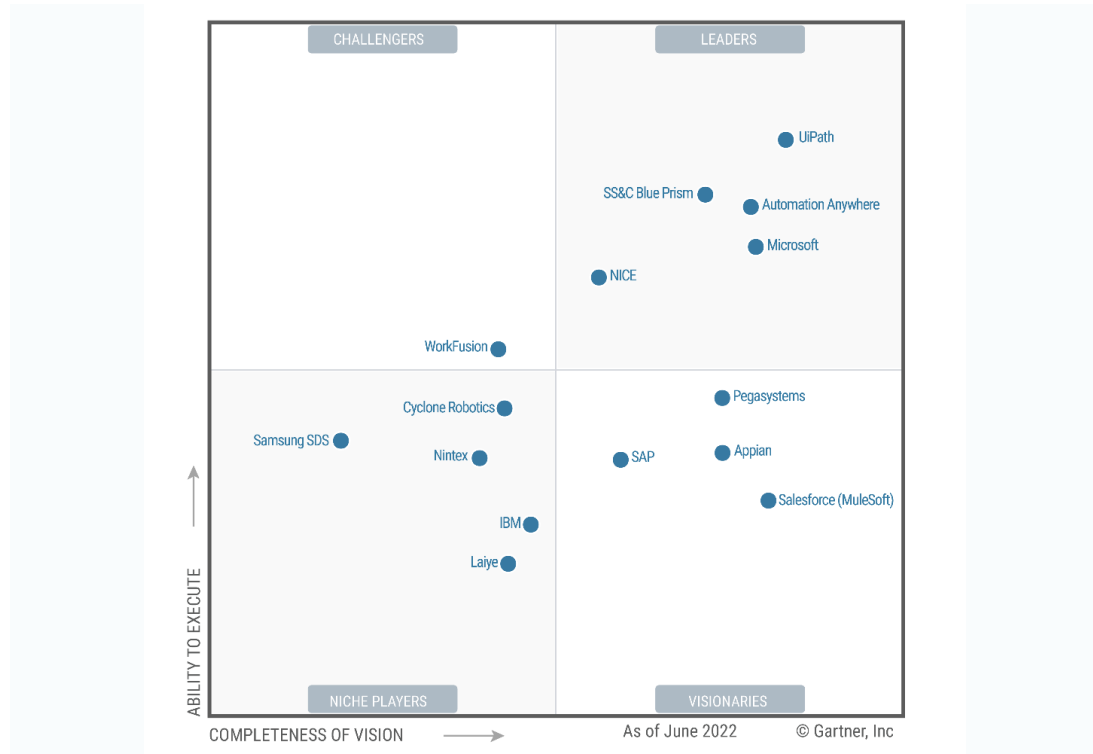 CHALLENGERS
LEADERS
UiPath
SS&C Blue Prism
Automation Anywhere
Microsoft
NICE
WorkFusion
Pegasystems
Cyclone Robotics
Samsung SDS
Appian
Nintex
SAP
Salesforce (MuleSoft)
IBM
Laiye
ABILITY TO EXECUTE
NICHE PLAYERS
VISIONARIES
COMPLETENESS OF VISION
As of June 2022
© Gartner, Inc